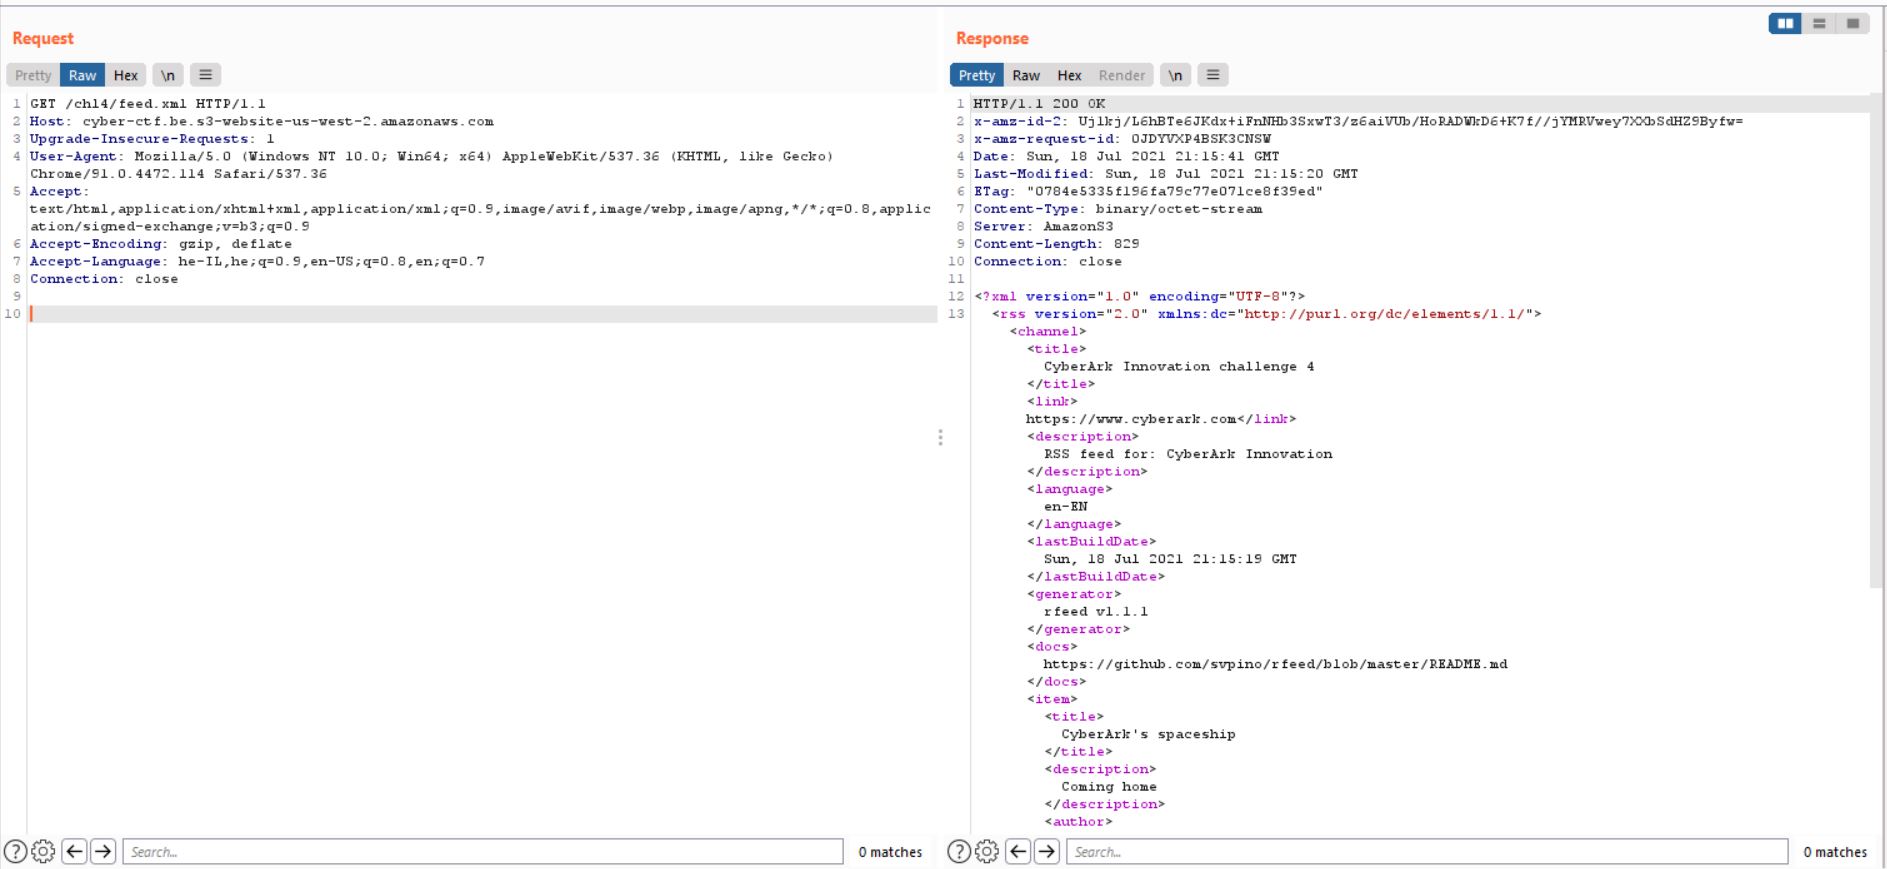 Request
Pretty Raw Hex \n
1 GET /chl4/feed.xml HTTP/1.1
2 Host: cyber-ctf.be.s3-website-us-west-2.amazonaws.com
3 Upgrade-Insecure-Requests: 1
4 User-Agent: Mozilla/5.0 (Windows NT 10.0; Win64; x64) AppleWebKit/537.36 (KHTML, like Gecko)
Chrome/91.0.4472.114 Safari/537.36
5 Accept:
text/html,application/xhtml+xml,application/xml;q=0.9,image/avif,image/webp,image/apng,*/*;q=0.8,applic
ation/signed-exchange;v=b3;q=0.9
6 Accept-Encoding: gzip, deflate
7 Accept-Language: he-IL,he;q=0.9,en-US;q=0.8,en;q=0.7
8 Connection: close
9
10
Search...
0 matches
Response
Pretty Raw Hex Render \n
1 HTTP/1.1 200 OK
2 x-amz-id-2: Uj1kj/L6hBTe6JKdx+iFnNHb3SxwT3/z6aiVUb/HoRADWkD6+K7f//jYMRVwey7XXbSdHZ9Byfw=
3 x-amz-request-id: 0JDYVXP4BSK3CNSW
4 Date: Sun, 18 Jul 2021 21:15:41 GMT
5 Last-Modified: Sun, 18 Jul 2021 21:15:20 GMT
6 ETag: "0784e5335f196fa79c77e071ce8f39ed"
7 Content-Type: binary/octet-stream
8 Server: AmazonS3
9 Content-Length: 829
10 Connection: close
11
12 <?xml version="1.0" encoding="UTF-8"?>
13 <rss version="2.0" xmlns:dc="http://purl.org/dc/elements/1.1/">
<channel>
<title>
CyberArk Innovation challenge 4
</title>
<link>
https://www.cyberark.com</link>
<description>
RSS feed for: CyberArk Innovation
</description>
<language>
en-EN
</language>
<lastBuildDate>
Sun, 18 Jul 2021 21:15:19 GMT
</lastBuildDate>
<generator>
rfeed v1.1.1
</generator>
<docs>
https://github.com/svpino/rfeed/blob/master/README.md
</docs>
<item>
<title>
CyberArk's spaceship
</title>
<description>
Coming home
</description>
<author>
Search...
0 matches